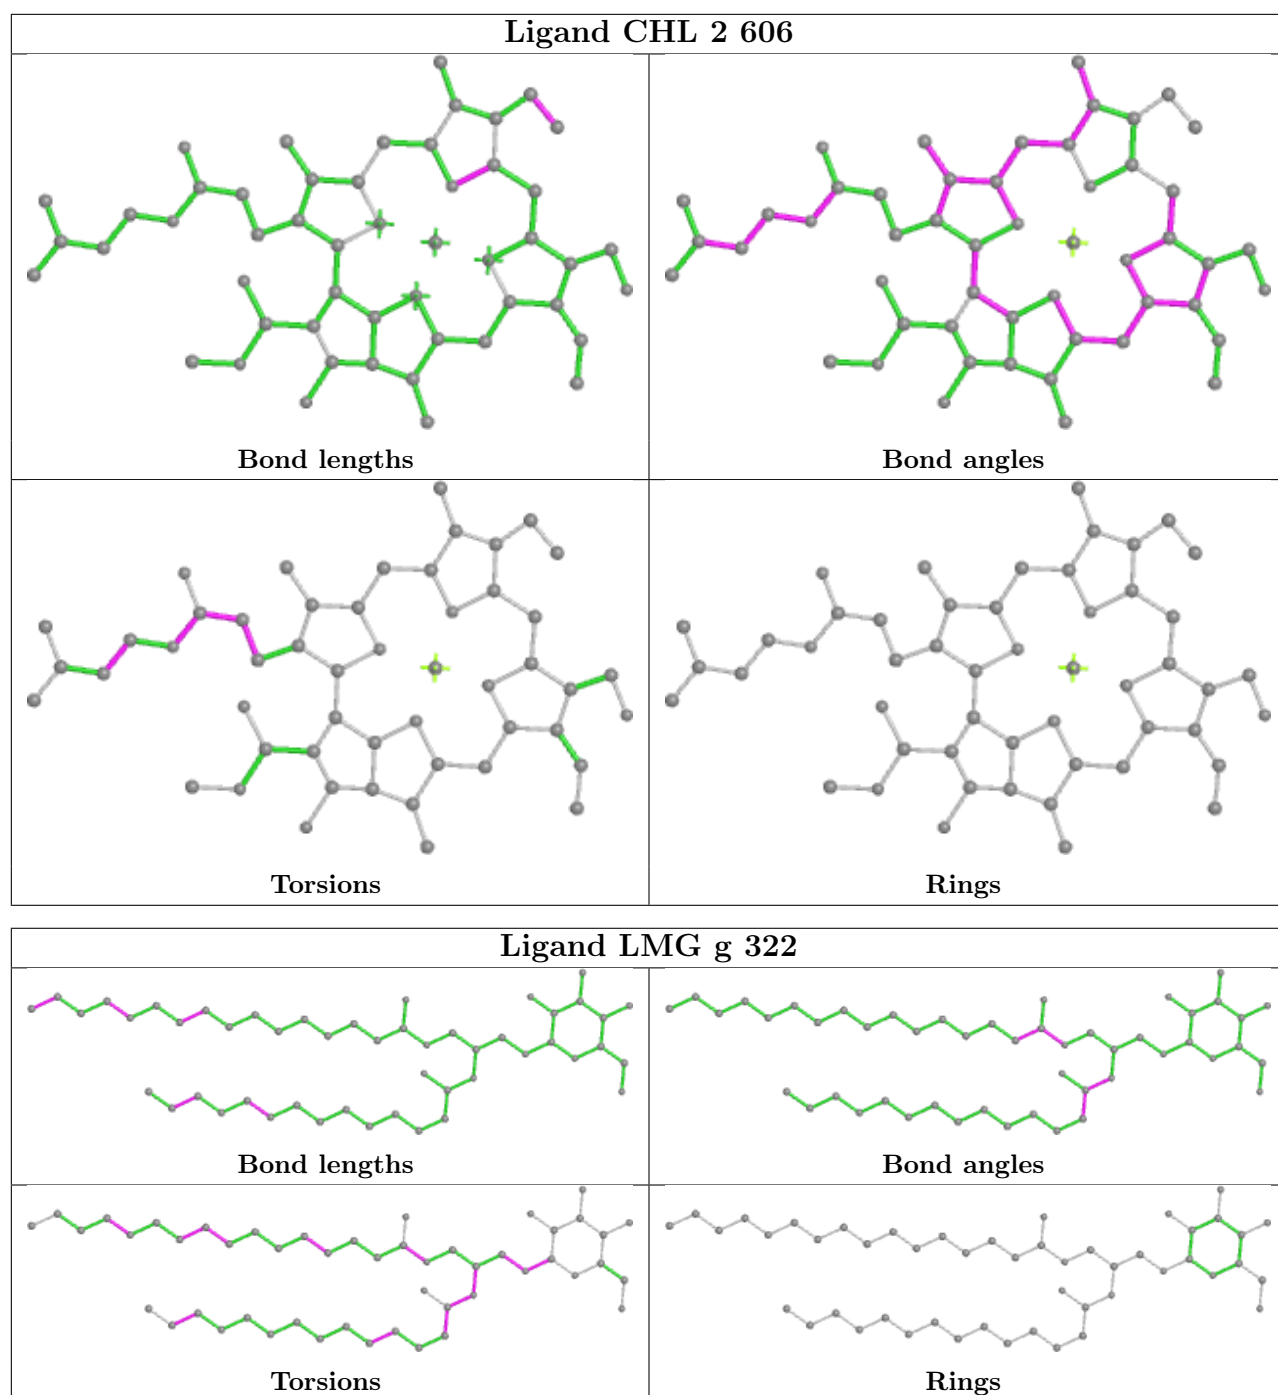 Ligand CHL 2 606
Bond lengths
Bond angles
Torsions
Rings
Ligand LMG g 322
Bond lengths
Bond angles
Torsions
Rings